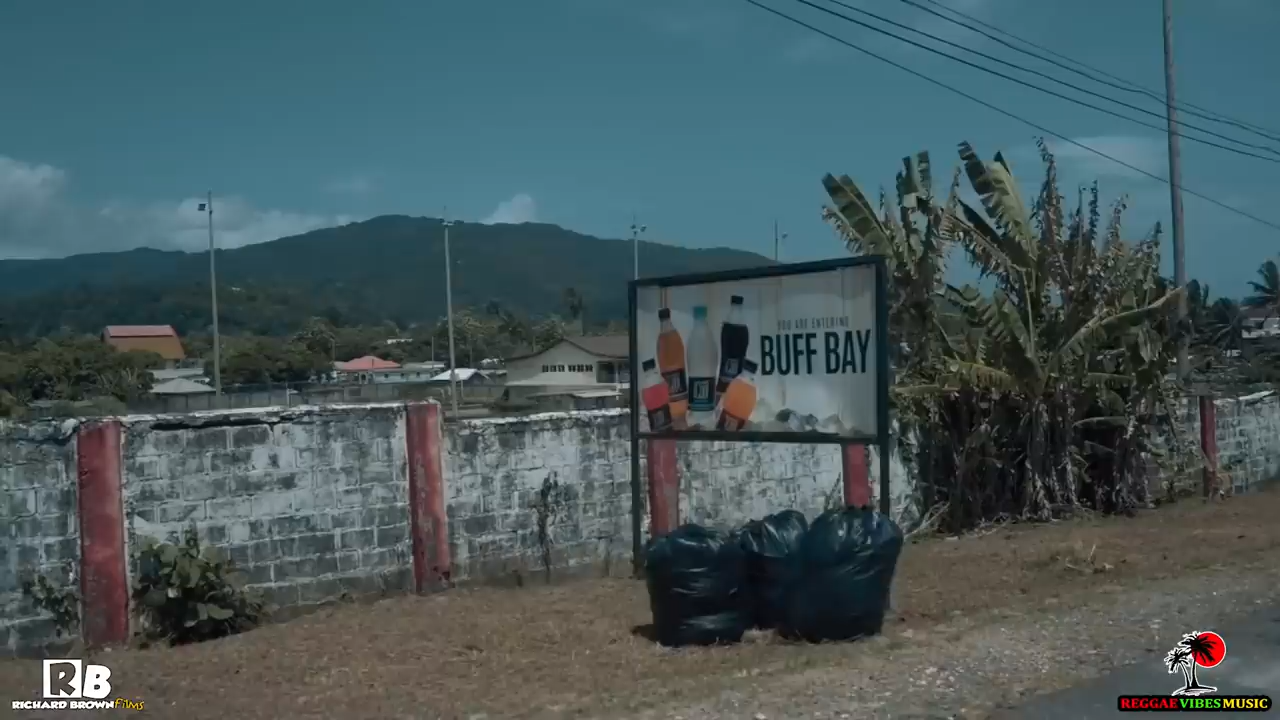 YOU ARE ENTERING
BUFF BAY
RB
RICHARD BROWN Films
REGGAE VIBES MUSIC